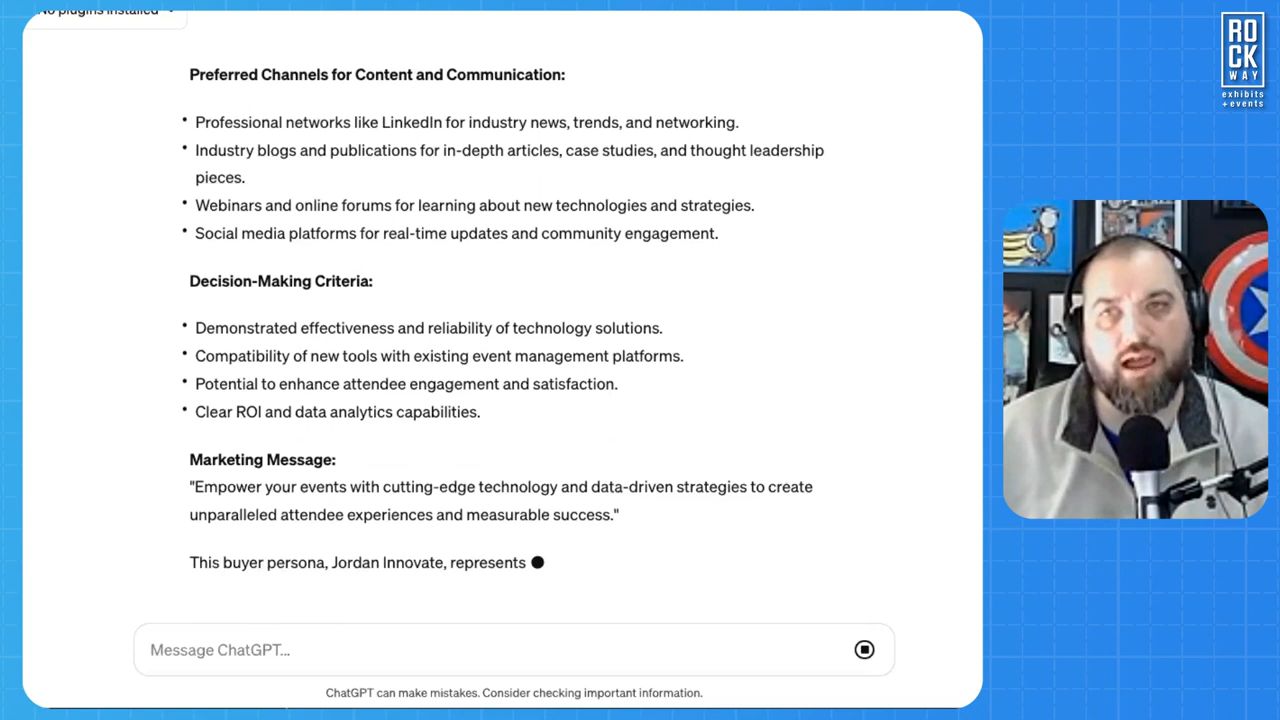 No plugins installed
Preferred Channels for Content and Communication:
• Professional networks like LinkedIn for industry news, trends, and networking.
• Industry blogs and publications for in-depth articles, case studies, and thought leadership
pieces.
• Webinars and online forums for learning about new technologies and strategies.
• Social media platforms for real-time updates and community engagement.
Decision-Making Criteria:
• Demonstrated effectiveness and reliability of technology solutions.
• Compatibility of new tools with existing event management platforms.
• Potential to enhance attendee engagement and satisfaction.
• Clear ROI and data analytics capabilities.
Marketing Message:
"Empower your events with cutting-edge technology and data-driven strategies to create
unparalleled attendee experiences and measurable success."
This buyer persona, Jordan Innovate, represents
Message ChatGPT...
ChatGPT can make mistakes. Consider checking important information.
RO
CK
WAY
exhibits
+ events